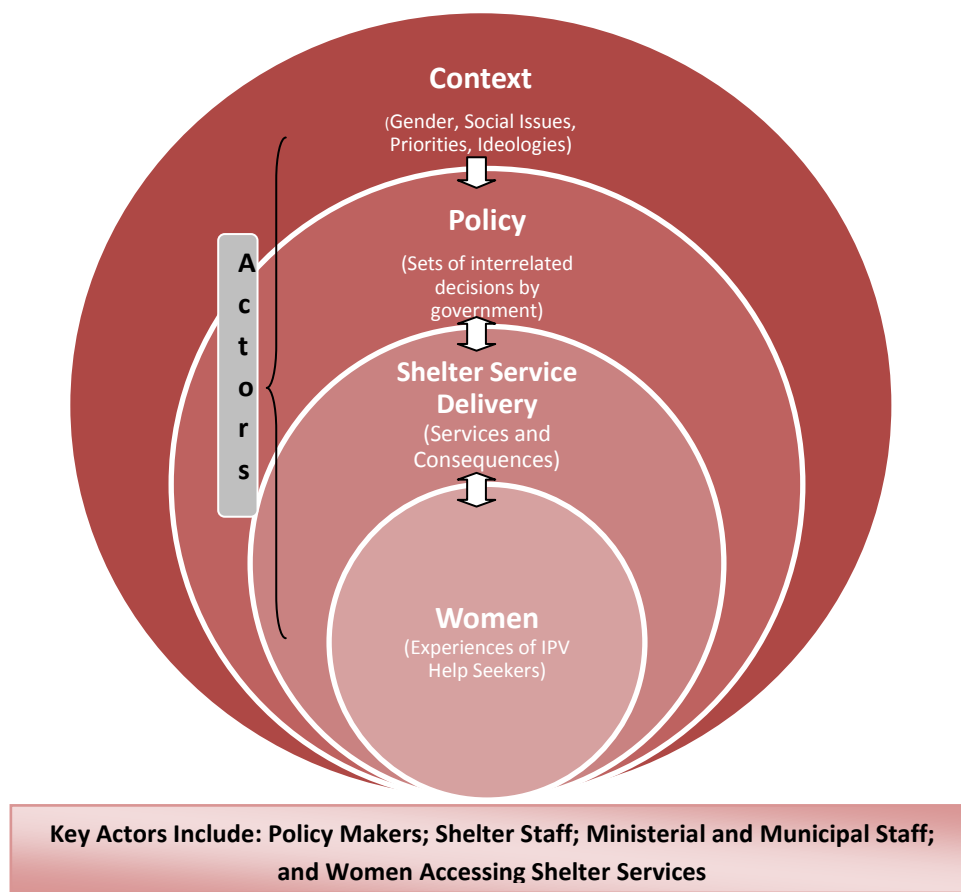 Context
(Gender, Social Issues,
Priorities, Ideologies)
Policy
(Sets of interrelated
decisions by
government)
Shelter Service
Delivery
(Services and
Consequences)
Women
(Experiences of IPV
Help Seekers)
A
c
t
o
r
s
Key Actors Include: Policy Makers; Shelter Staff; Ministerial and Municipal Staff;
and Women Accessing Shelter Services